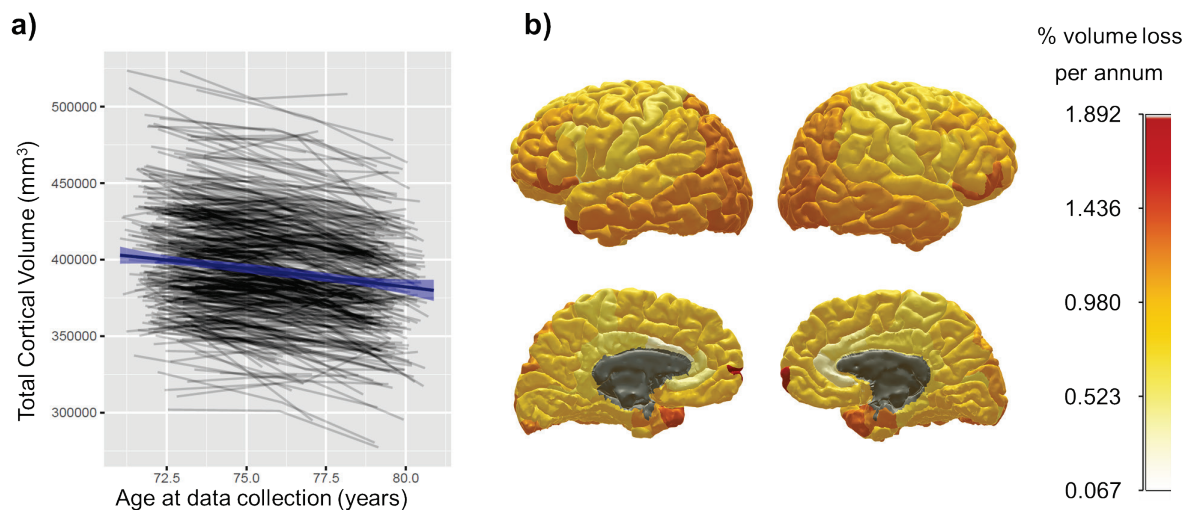 a)
Total Cortical Volume (mm³)
500000
450000
400000
350000
300000
72.5
75.0
77.5
80.0
Age at data collection (years)
b)
% volume loss
per annum
1.892
1.436
0.980
0.523
0.067